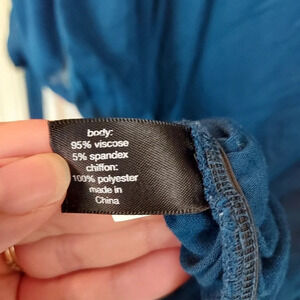 body:
95% viscose
5% spandex
chiffon:
100% polyester
made in
China